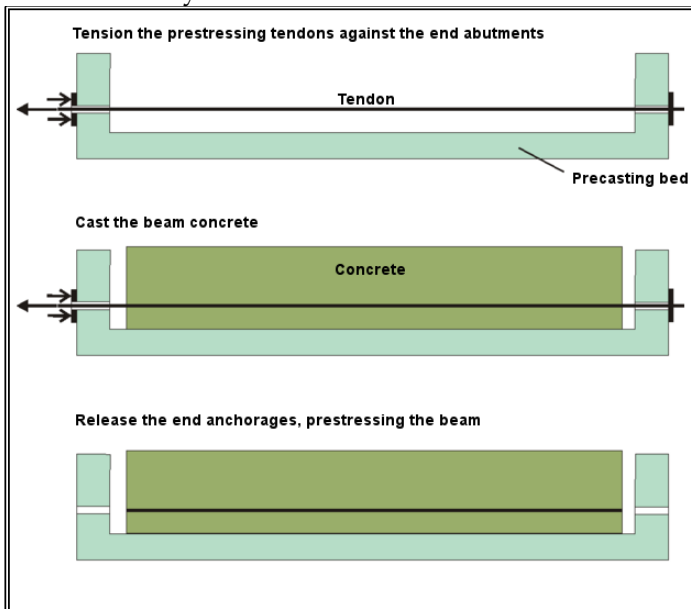 Tension the prestressing tendons against the end abutments
Tendon
Precasting bed
Cast the beam concrete
Concrete
Release the end anchorages, prestressing the beam